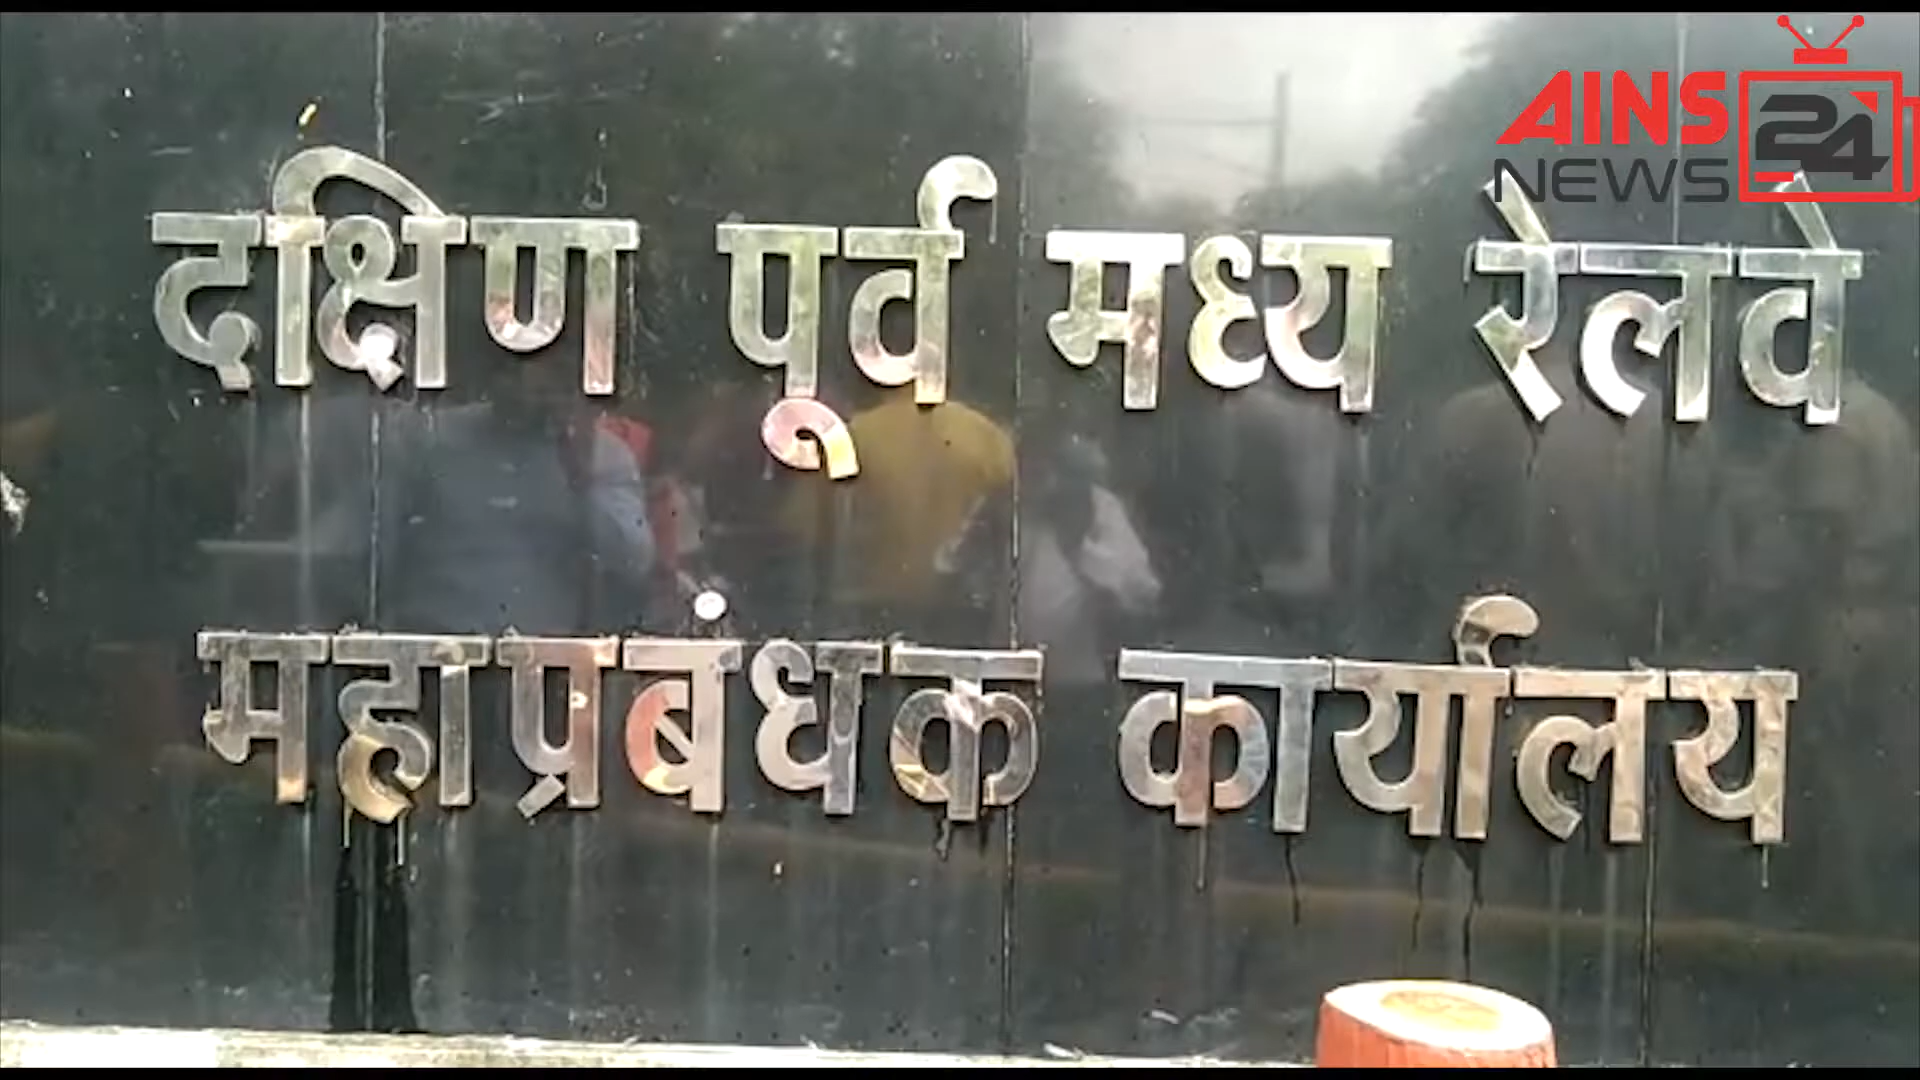 AINS
NEWS 24
दक्षिण पूर्व मध्य रेलवे
महाप्रबंधक कार्यालय